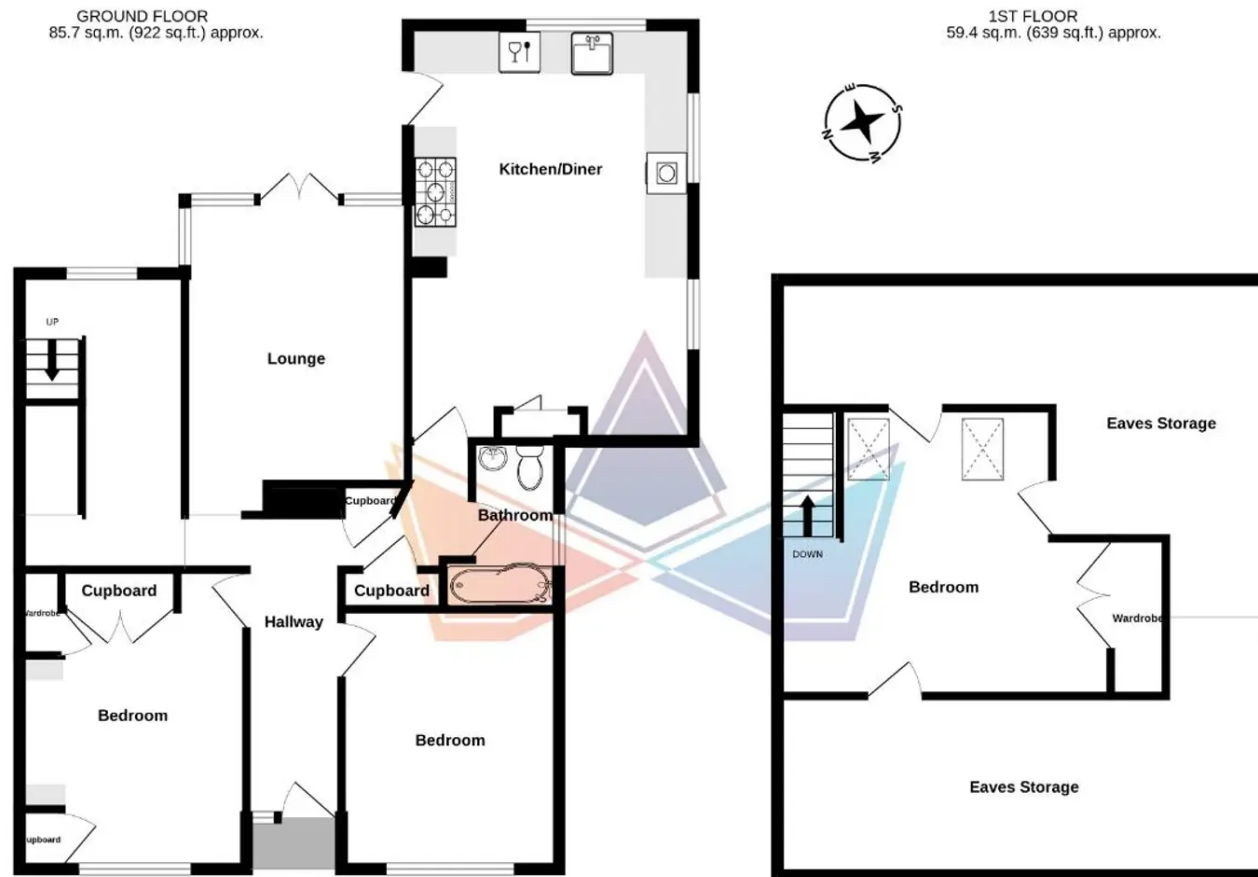 GROUND FLOOR
85.7 sq.m. (922 sq.ft.) approx.
1ST FLOOR
59.4 sq.m. (639 sq.ft.) approx.
E
S
N
W
Kitchen/Diner
UP
Lounge
Eaves Storage
Cupboard
Bathroom
DOWN
Cupboard
Cupboard
Bedroom
Wardrobe
Hallway
Wardrobe
Bedroom
Bedroom
Eaves Storage
upboard